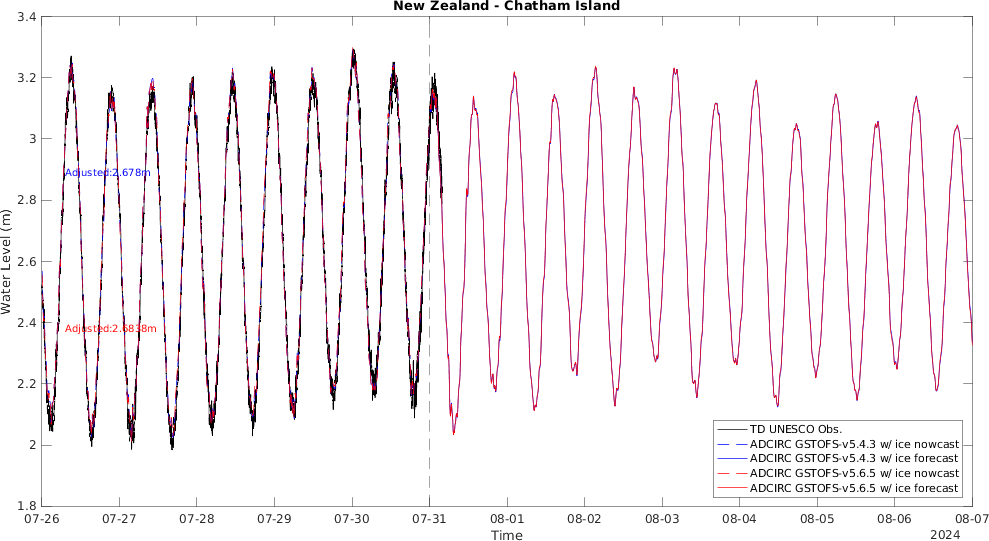 New Zealand - Chatham Island
3.4
3.2
3
2.8
2.6
2.4
2.2
2
1.8
Water Level (m)
Adjusted:2.678m
Adjusted:2.6838m
TD UNESCO Obs.
ADCIRC GSTOFS-v5.4.3 w/ ice nowcast
ADCIRC GSTOFS-v5.4.3 w/ ice forecast
ADCIRC GSTOFS-v5.6.5 w/ ice nowcast
ADCIRC GSTOFS-v5.6.5 w/ ice forecast
07-26 07-27 07-28 07-29 07-30 07-31 08-01 08-02 08-03 08-04 08-05 08-06 08-07
Time
2024